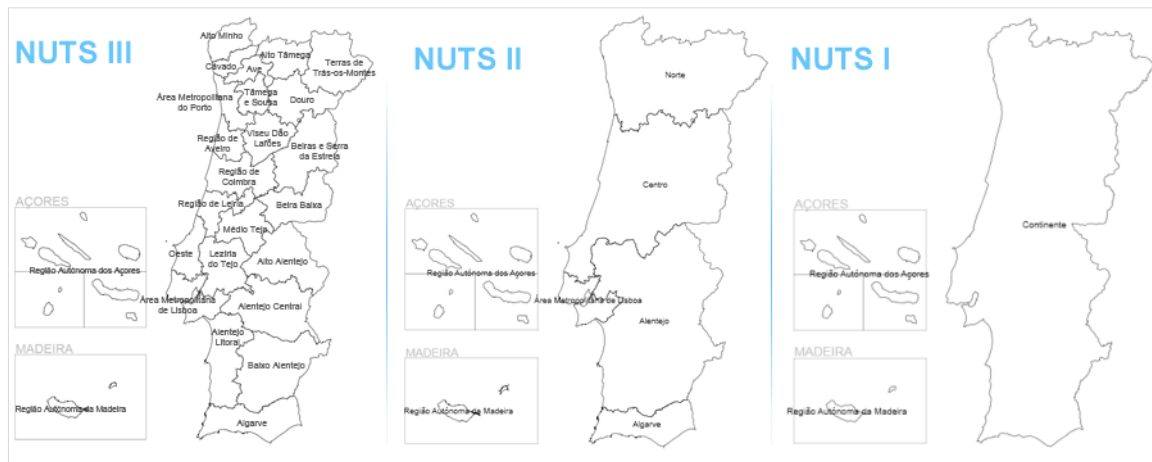 NUTS III
Alto Minho
Alto Tâmega
Terras de
Trás-os-Montes
Cávado
Ave
Área Metropolitana
do Porto
Tâmega
e Sousa
Douro
Região de
Aveiro
Viseu Dão
Lafões
Beiras e Serra
da Estrela
Região de
Coimbra
Região de Leiria
Beira Baixa
Médio Tejo
Oeste
Lezíria
do Tejo
Alto Alentejo
Área Metropolitana
de Lisboa
Alentejo Central
Alentejo
Litoral
Baixo Alentejo
Algarve
AÇORES
Região Autónoma dos Açores
MADEIRA
Região Autónoma da Madeira
NUTS II
Norte
Centro
Área Metropolitana de Lisboa
Alentejo
Algarve
AÇORES
Região Autónoma dos Açores
MADEIRA
Região Autónoma da Madeira
NUTS I
Continente
AÇORES
Região Autónoma dos Açores
MADEIRA
Região Autónoma da Madeira